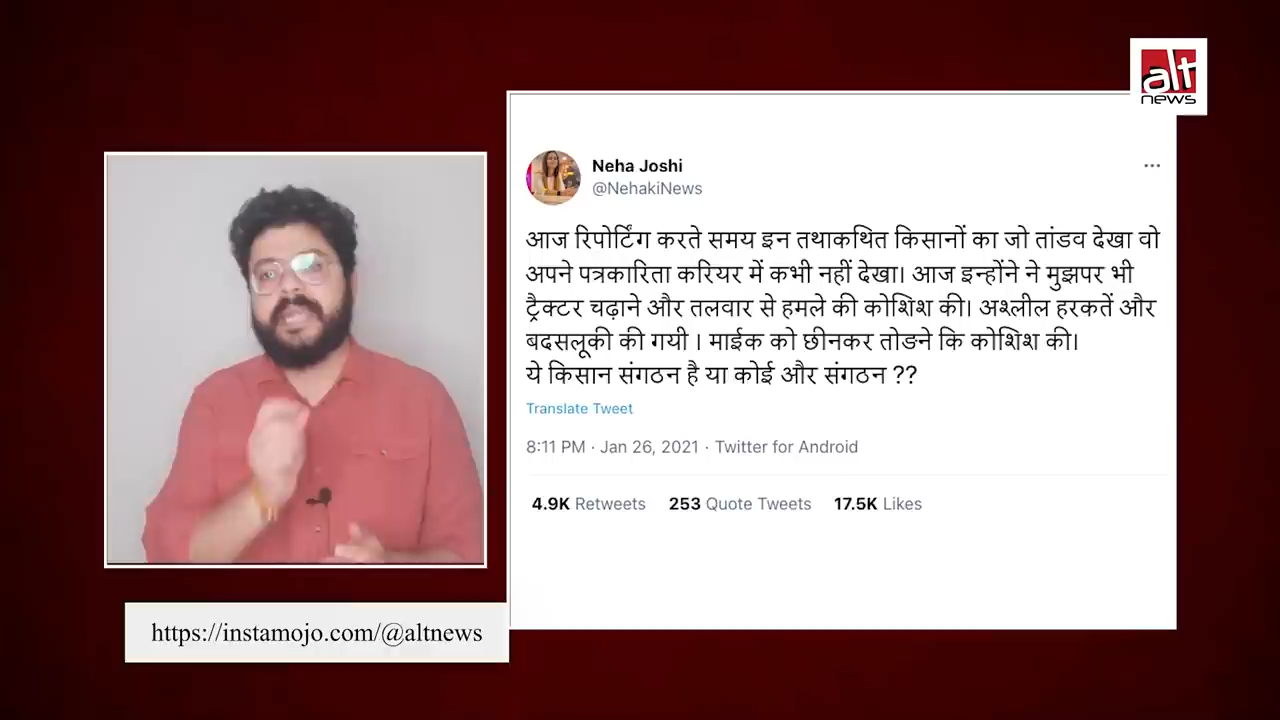 alt
news
Neha Joshi
@NehakiNews
आज रिपोर्टिंग करते समय इन तथाकथित किसानों का जो तांडव देखा वो
अपने पत्रकारिता करियर में कभी नहीं देखा। आज इन्होंने ने मुझपर भी
ट्रैक्टर चढ़ाने और तलवार से हमले की कोशिश की। अश्लील हरकतें और
बदसलूकी की गयी । माईक को छीनकर तोडने कि कोशिश की।
ये किसान संगठन है या कोई और संगठन ??
Translate Tweet
8:11 PM · Jan 26, 2021 · Twitter for Android
4.9K Retweets 253 Quote Tweets 17.5K Likes
https://instamojo.com/@altnews